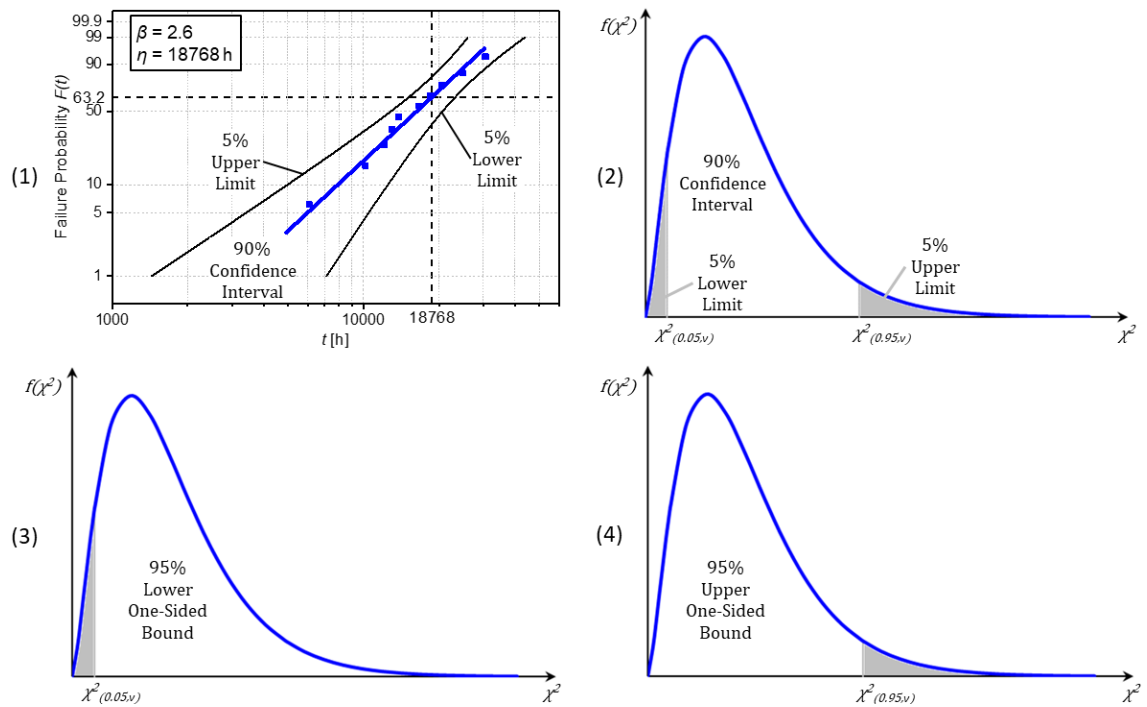 (1)
β = 2.6
η = 18768 h
Failure Probability F(t)
99.9
99
90
63.2
50
10
5
1
5%
Upper
Limit
5%
Lower
Limit
90%
Confidence
Interval
1000
10000
18768
t [h]
(2)
f(χ²)
90%
Confidence
Interval
5%
Lower
Limit
5%
Upper
Limit
χ²(0.05,ν)
χ²(0.95,ν)
χ²
(3)
f(χ²)
95%
Lower
One-Sided
Bound
χ²(0.05,ν)
χ²
(4)
f(χ²)
95%
Upper
One-Sided
Bound
χ²(0.95,ν)
χ²